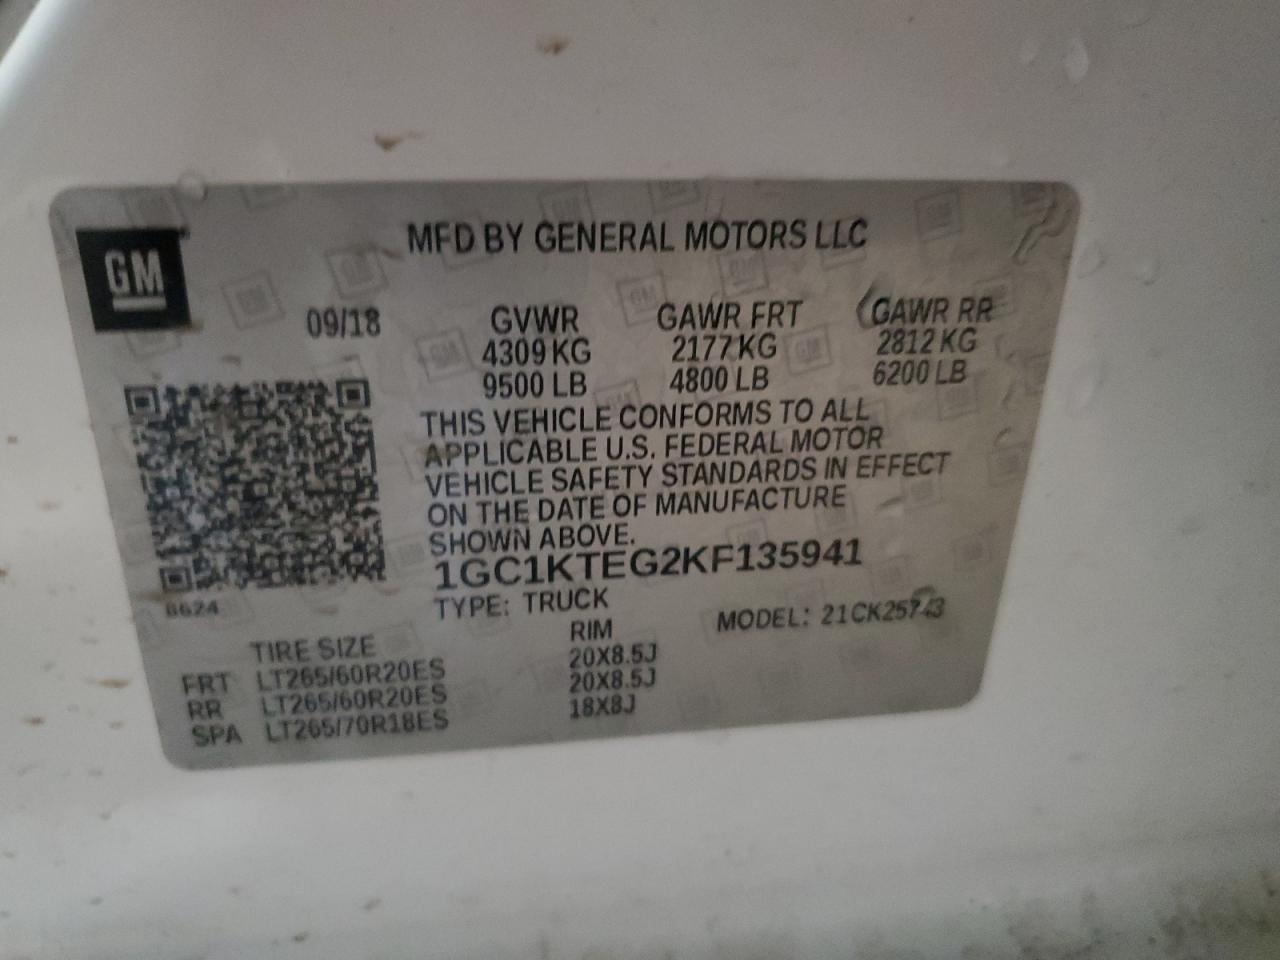 GM
MFD BY GENERAL MOTORS LLC
09/18 GVWR GAWR FRT GAWR RR
4309 KG 2177 KG 2812 KG
9500 LB 4800 LB 6200 LB
THIS VEHICLE CONFORMS TO ALL
APPLICABLE U.S. FEDERAL MOTOR
VEHICLE SAFETY STANDARDS IN EFFECT
ON THE DATE OF MANUFACTURE
SHOWN ABOVE.
1GC1KTEG2KF135941
8624
TYPE: TRUCK
MODEL: 21CK25743
TIRE SIZE RIM
FRT LT265/60R20ES 20X8.5J
RR LT265/60R20ES 20X8.5J
SPA LT265/70R18ES 18X8J